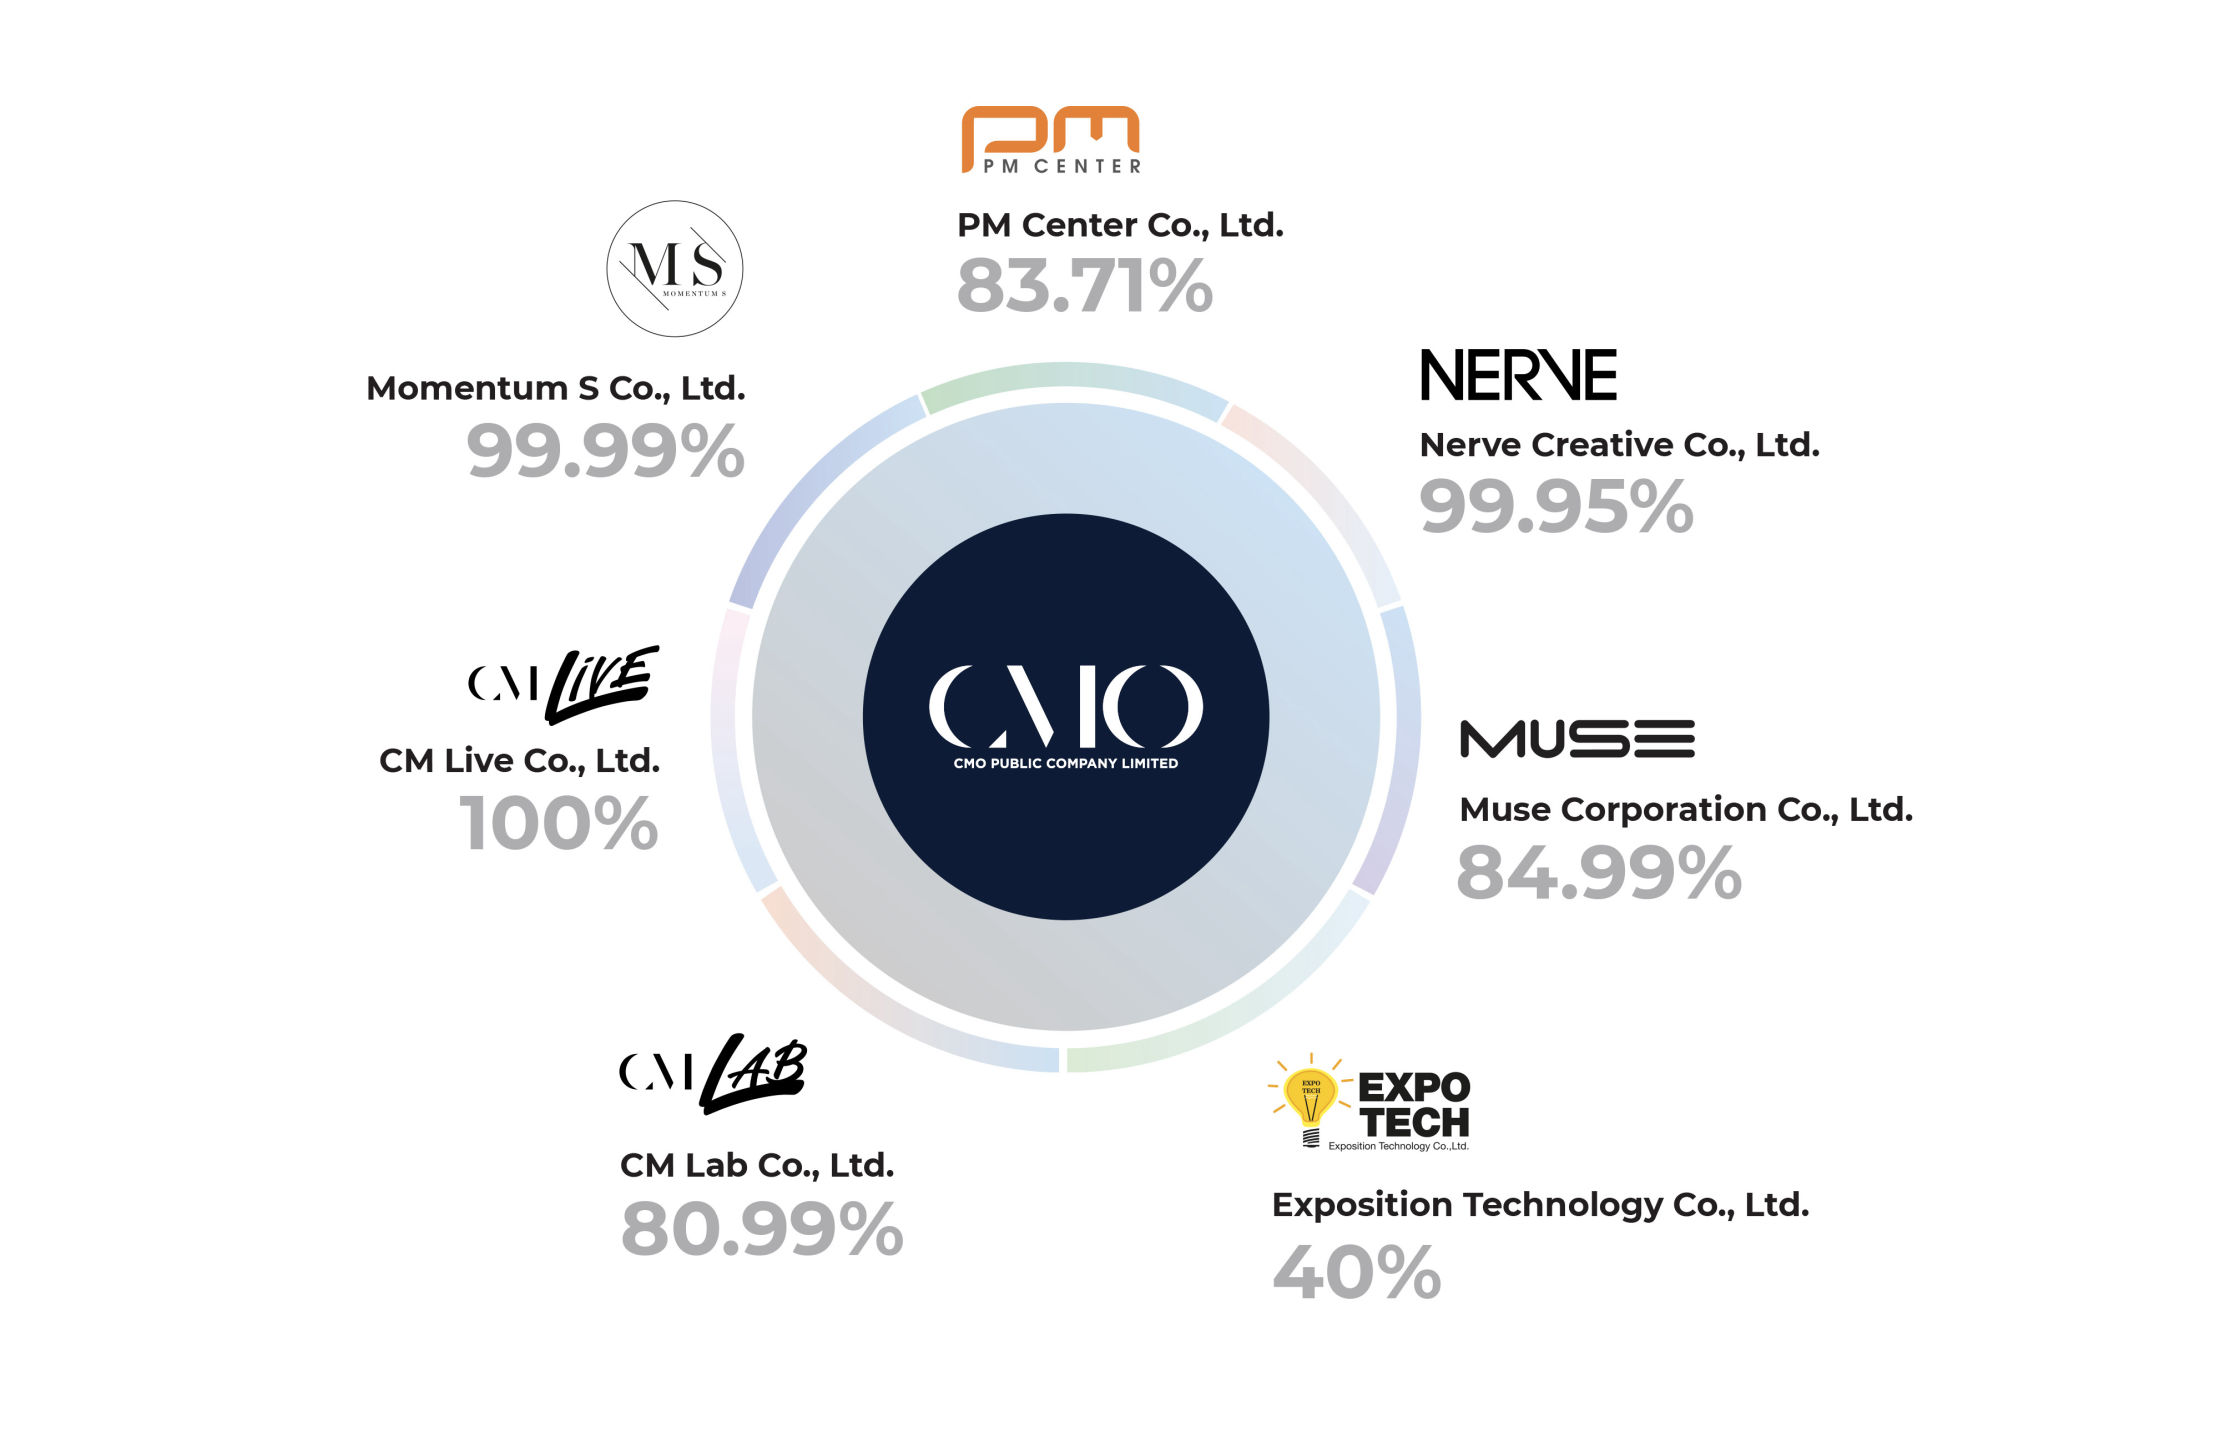 PM
PM CENTER
PM Center Co., Ltd.
83.71%
MS
MOMENTUM S
Momentum S Co., Ltd.
99.99%
NERVE
Nerve Creative Co., Ltd.
99.95%
CM LiVE
CM Live Co., Ltd.
100%
CMO
CMO PUBLIC COMPANY LIMITED
MUSE
Muse Corporation Co., Ltd.
84.99%
CM LAB
CM Lab Co., Ltd.
80.99%
EXPO
TECH
EXPO
TECH
Exposition Technology Co.,Ltd.
Exposition Technology Co., Ltd.
40%